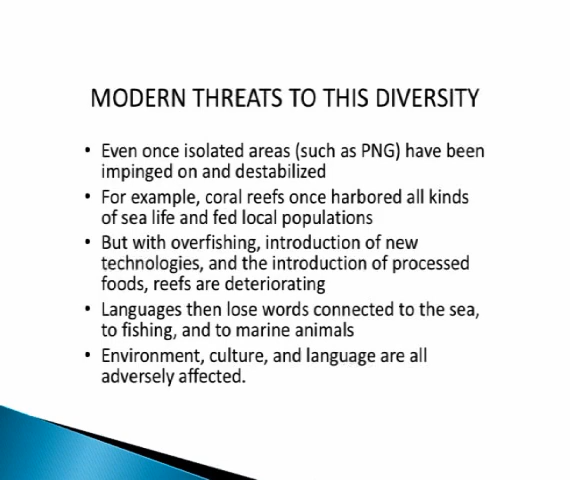 MODERN THREATS TO THIS DIVERSITY
• Even once isolated areas (such as PNG) have been
impinged on and destabilized
• For example, coral reefs once harbored all kinds
of sea life and fed local populations
• But with overfishing, introduction of new
technologies, and the introduction of processed
foods, reefs are deteriorating
• Languages then lose words connected to the sea,
to fishing, and to marine animals
• Environment, culture, and language are all
adversely affected.